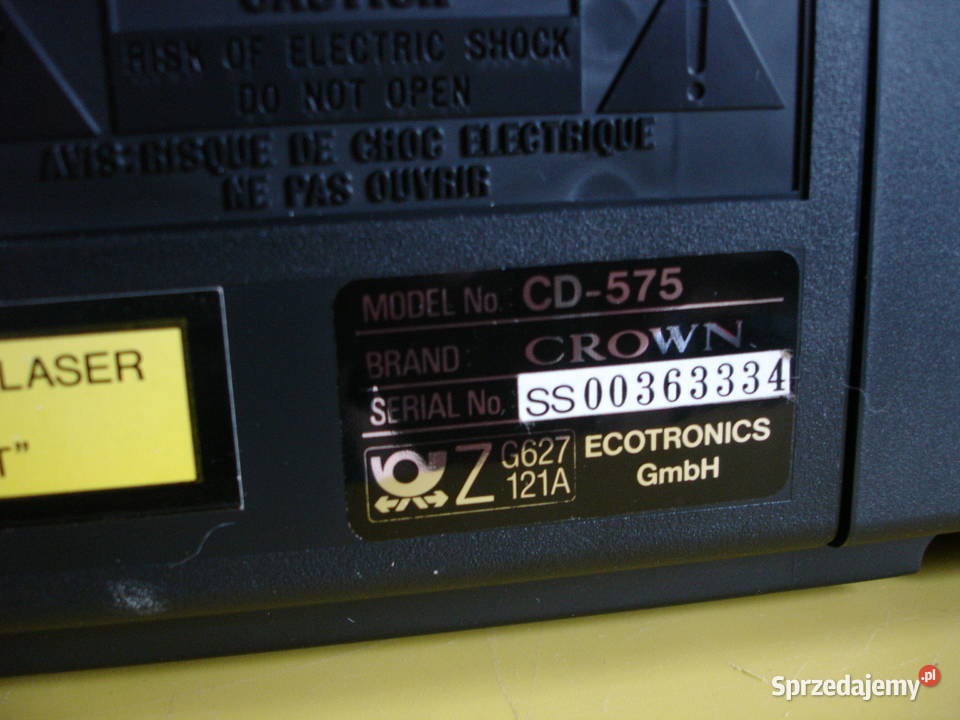 CAUTION
RISK OF ELECTRIC SHOCK
DO NOT OPEN
AVIS: RISQUE DE CHOC ELECTRIQUE
NE PAS OUVRIR
LASER
T"
MODEL No. CD-575
BRAND CROWN
SERIAL No. SS00363334
Z G627
121A
ECOTRONICS
GmbH
Sprzedajemy.pl